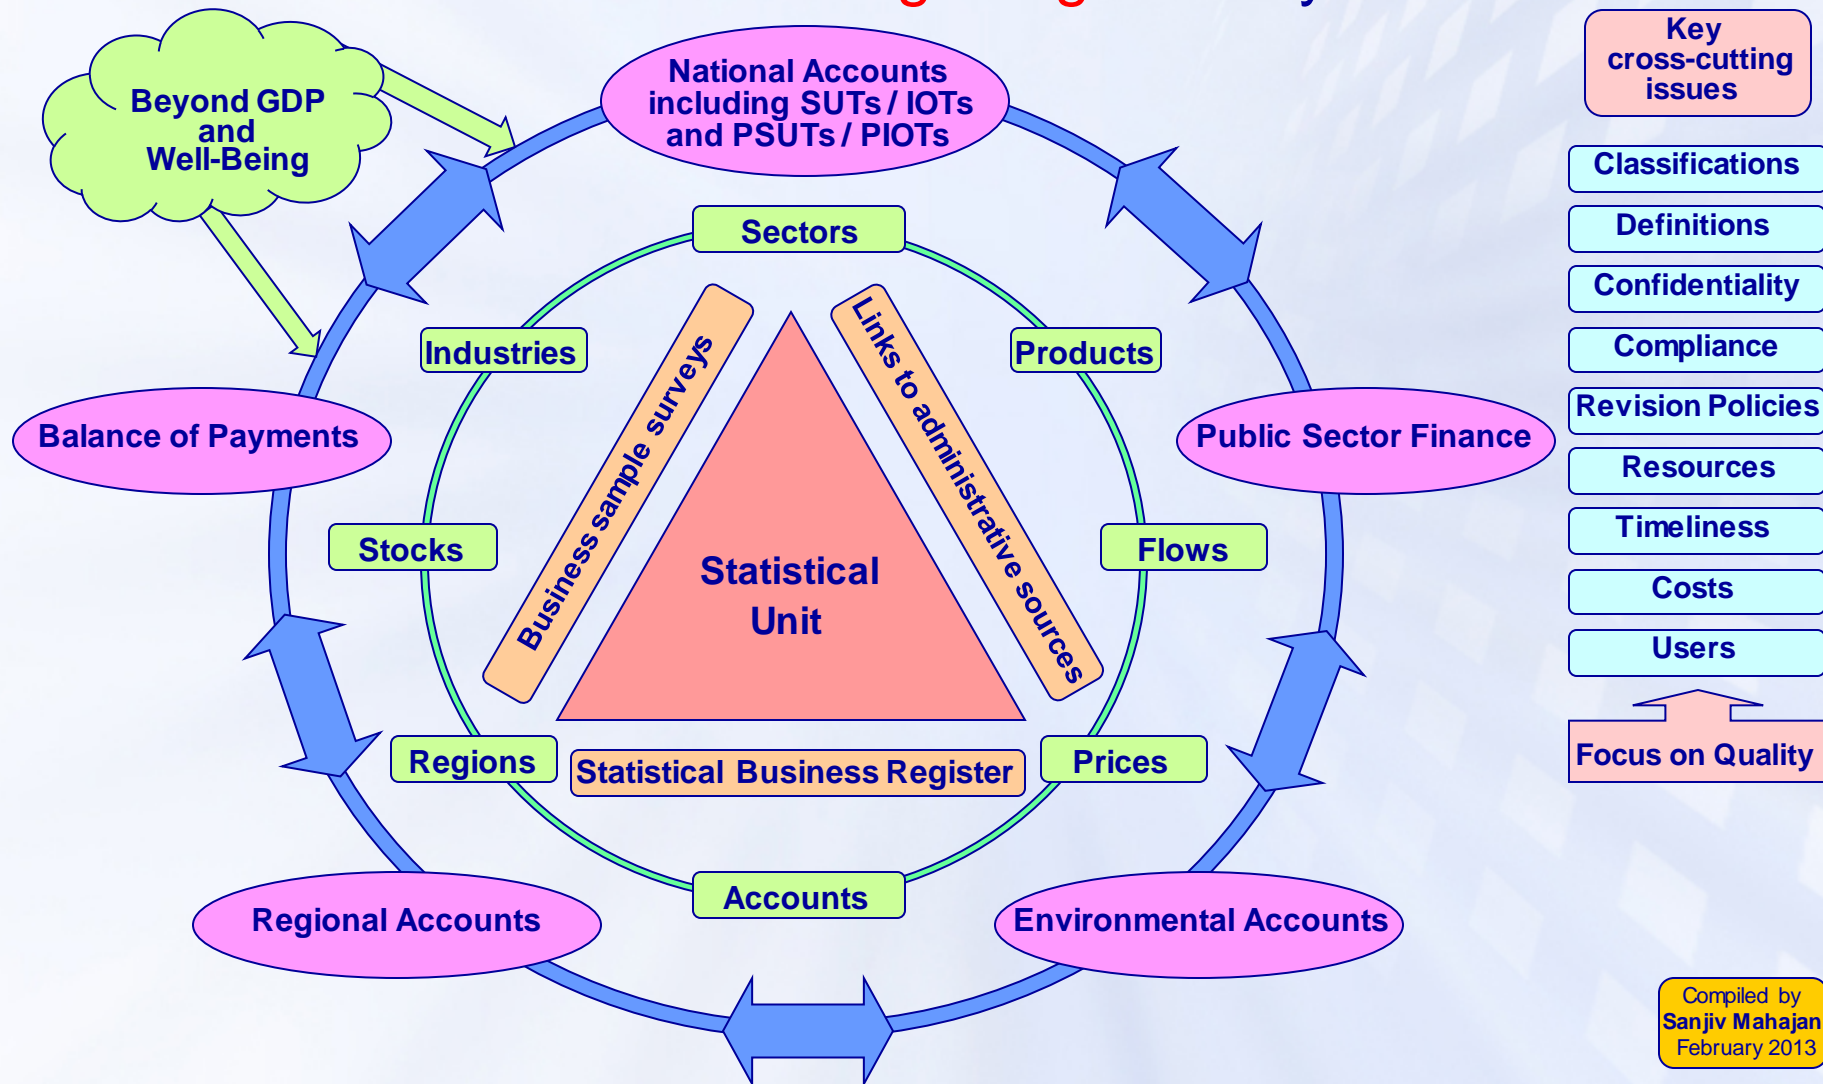 Beyond GDP
and
Well-Being
National Accounts
including SUTs / IOTs
and PSUTs / PIOTs
Key
cross-cutting
issues
Classifications
Definitions
Confidentiality
Compliance
Revision Policies
Resources
Timeliness
Costs
Users
Focus on Quality
Sectors
Industries
Products
Business sample surveys
Links to administrative sources
Balance of Payments
Public Sector Finance
Stocks
Flows
Statistical
Unit
Regions
Statistical Business Register
Prices
Accounts
Regional Accounts
Environmental Accounts
Compiled by
Sanjiv Mahajan
February 2013